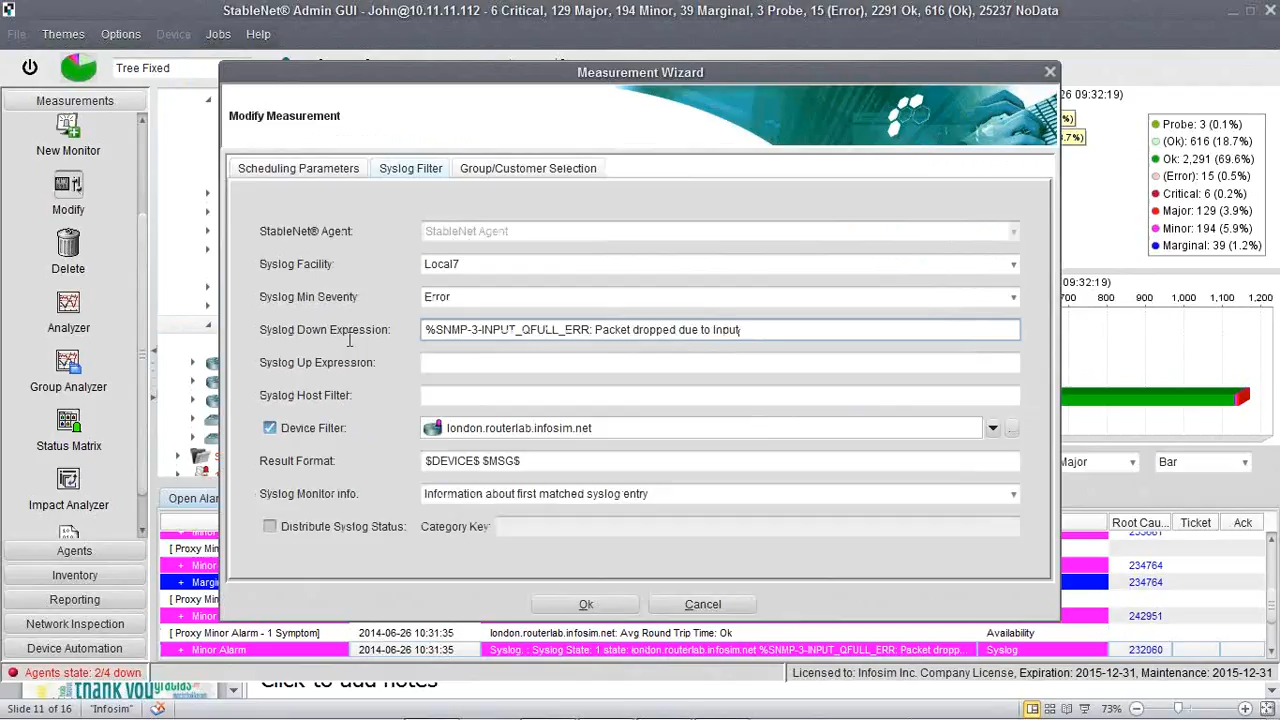 StableNet® Admin GUI - John@10.11.11.112 - 6 Critical, 129 Major, 194 Minor, 39 Marginal, 3 Probe, 15 (Error), 2291 Ok, 616 (Ok), 25237 NoData
File Themes Options Device Jobs Help
Tree Fixed
Measurement Wizard
Measurements
Modify Measurement
26 09:32:19)
New Monitor
Scheduling Parameters Syslog Filter Group/Customer Selection
Probe: 3 (0.1%)
(Ok): 616 (18.7%)
Ok: 2,291 (69.6%)
(Error): 15 (0.5%)
Critical: 6 (0.2%)
Major: 129 (3.9%)
Minor: 194 (5.9%)
Marginal: 39 (1.2%)
%)
.7%)
Modify
Delete
Analyzer
Group Analyzer
Status Matrix
Impact Analyzer
StableNet® Agent: StableNet Agent
Syslog Facility: Local7
Syslog Min Severity Error
Syslog Down Expression: %SNMP-3-INPUT_QFULL_ERR: Packet dropped due to input
Syslog Up Expression:
Syslog Host Filter:
Device Filter: london.routerlab.infosim.net
Result Format: $DEVICE$ $MSG$
Syslog Monitor info. Information about first matched syslog entry
Distribute Syslog Status: Category Key:
Ok Cancel
09:32:19)
700 800 900 1,000 1,100 1,200
Major Bar
Open Alar
Root Cau... Ticket Ack
[ Proxy Min
+ Minor 234764
+ Margi 234764
[ Proxy Min
+ Minor 242951
[ Proxy Minor Alarm - 1 Symptom] 2014-06-26 10:31:35 london.routerlab.infosim.net: Avg Round Trip Time: Ok Availability
+ Minor Alarm 2014-06-26 10:31:35 Syslog. : Syslog State: 1 state: london.routerlab.infosim.net %SNMP-3-INPUT_QFULL_ERR: Packet dropp... Syslog 232060
Agents
Inventory
Reporting
Network Inspection
Device Automation
Agents state: 2/4 down
Licensed to: Infosim Inc. Company License, Expiration: 2015-12-31, Maintenance: 2015-12-31
thank you gracias
Click to add notes
Slide 11 of 16 "Infosim" 73%